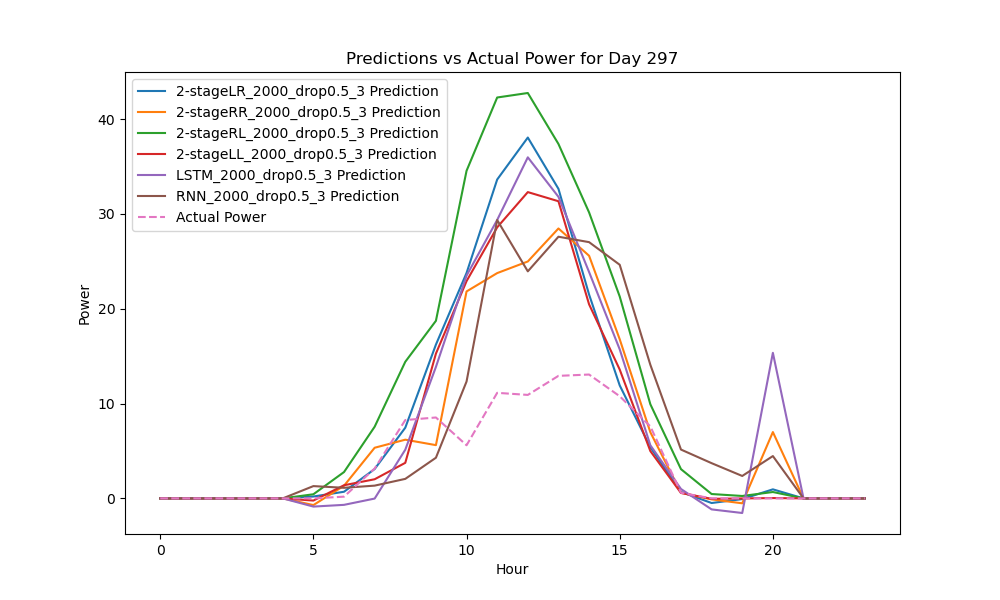 Predictions vs Actual Power for Day 297
2-stageLR_2000_drop0.5_3 Prediction
2-stageRR_2000_drop0.5_3 Prediction
2-stageRL_2000_drop0.5_3 Prediction
2-stageLL_2000_drop0.5_3 Prediction
LSTM_2000_drop0.5_3 Prediction
RNN_2000_drop0.5_3 Prediction
Actual Power
Power
40
30
20
10
0
0 5 10 15 20
Hour